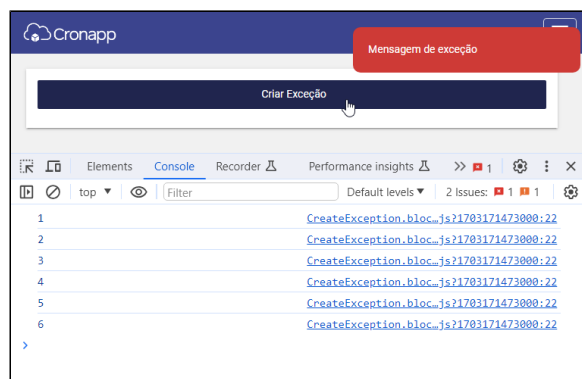 Cronapp
Mensagem de exceção
Criar Exceção
Elements Console Recorder Performance insights 1
top Filter Default levels 2 Issues: 1 1
1 CreateException.bloc…js?1703171473000:22
2 CreateException.bloc…js?1703171473000:22
3 CreateException.bloc…js?1703171473000:22
4 CreateException.bloc…js?1703171473000:22
5 CreateException.bloc…js?1703171473000:22
6 CreateException.bloc…js?1703171473000:22